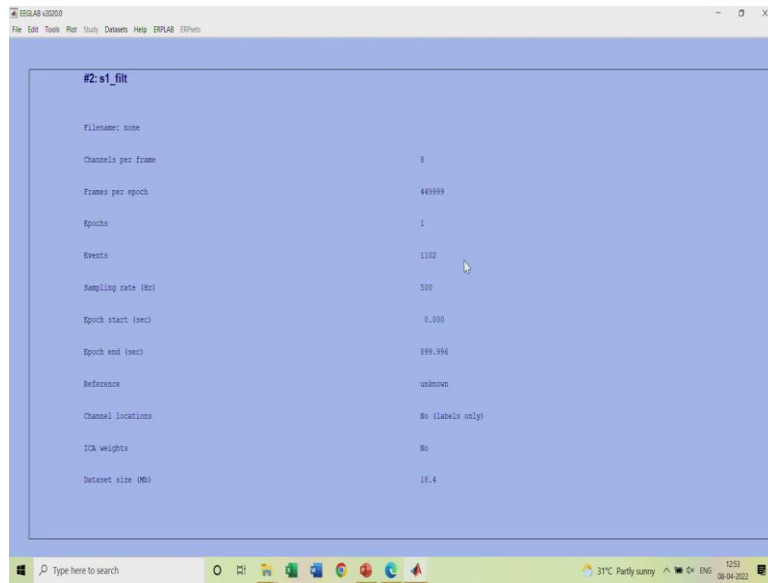 EEGLAB v2020.0
File Edit Tools Plot Study Datasets Help ERPLAB ERPsets
#2: s1_filt
Filename: none
Channels per frame 8
Frames per epoch 449999
Epochs 1
Events 1102
Sampling rate (Hz) 500
Epoch start (sec) 0.000
Epoch end (sec) 899.996
Reference unknown
Channel locations No (labels only)
ICA weights No
Dataset size (Mb) 18.4
Type here to search 31°C Partly sunny ENG 12:53
08-04-2022